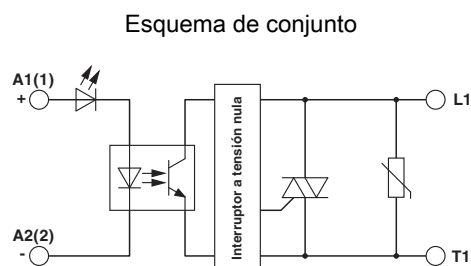 Esquema de conjunto
A1(1)
+
L1
Interruptor a tensión nula
A2(2)
-
T1